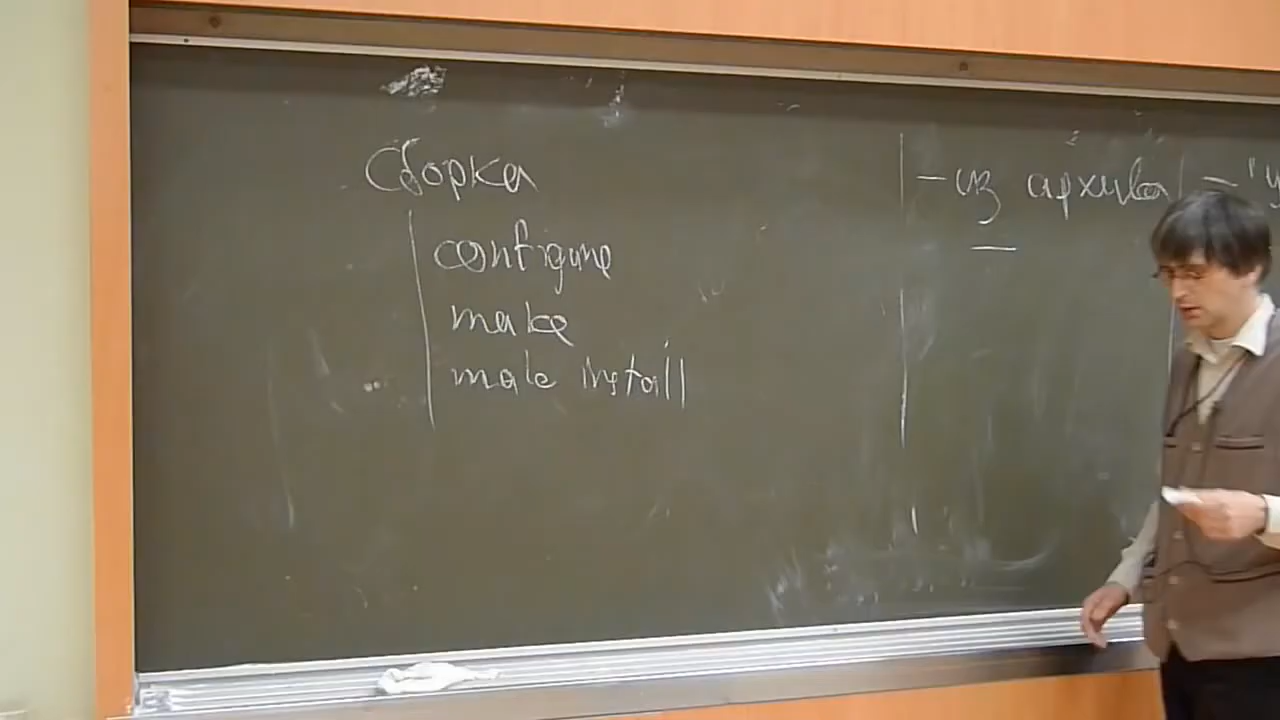 Сборка
configure
make
make install
– из архива
–